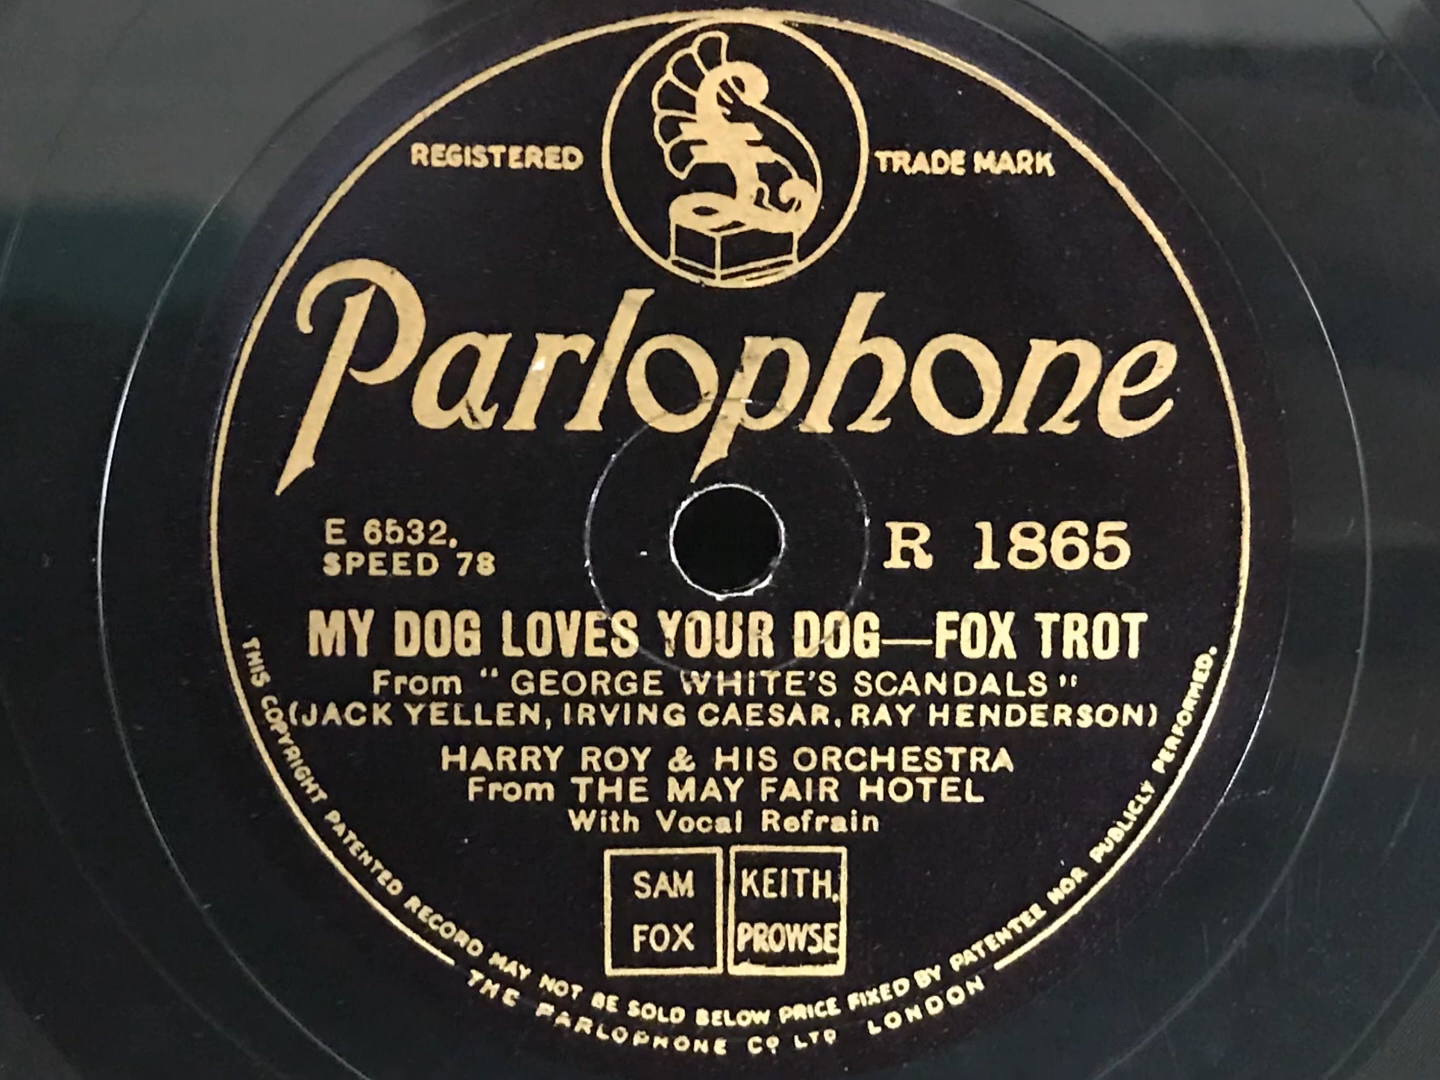 REGISTERED TRADE MARK
Parlophone
E 6532.
SPEED 78
R 1865
MY DOG LOVES YOUR DOG—FOX TROT
From "GEORGE WHITE'S SCANDALS"
(JACK YELLEN, IRVING CAESAR, RAY HENDERSON)
HARRY ROY & HIS ORCHESTRA
From THE MAY FAIR HOTEL
With Vocal Refrain
SAM
FOX
KEITH,
PROWSE
THIS COPYRIGHT PATENTED RECORD MAY NOT BE SOLD BELOW PRICE FIXED BY PATENTEE NOR PUBLICLY PERFORMED.
THE PARLOPHONE CO LTD LONDON